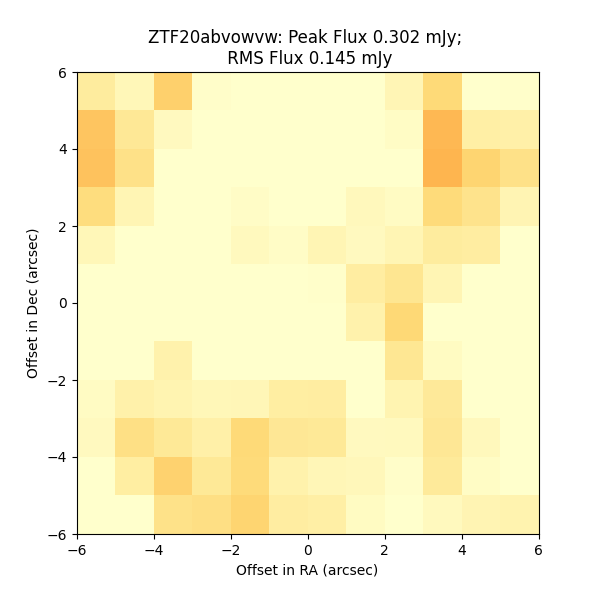 ZTF20abvowvw: Peak Flux 0.302 mJy;
RMS Flux 0.145 mJy
6
4
2
0
−2
−4
−6
Offset in Dec (arcsec)
−6 −4 −2 0 2 4 6
Offset in RA (arcsec)